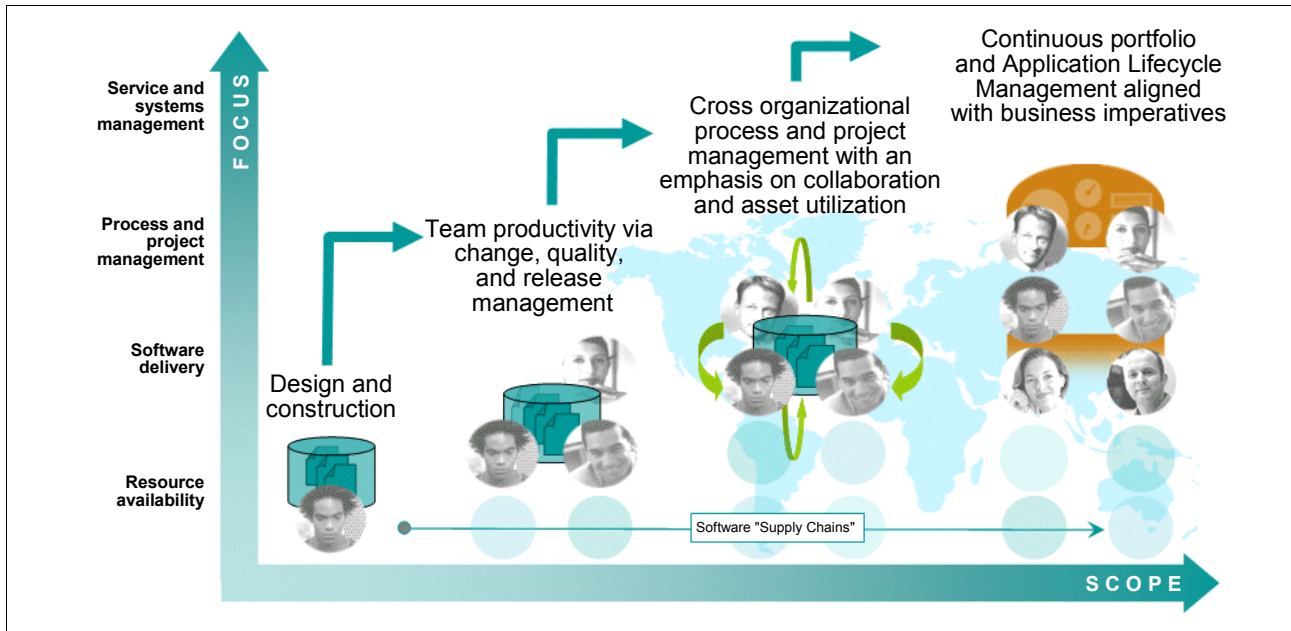 Service and
systems
management
Process and
project
management
Software
delivery
Resource
availability
FOCUS
Design and
construction
Team productivity via
change, quality,
and release
management
Cross organizational
process and project
management with an
emphasis on collaboration
and asset utilization
Continuous portfolio
and Application Lifecycle
Management aligned
with business imperatives
Software "Supply Chains"
SCOPE